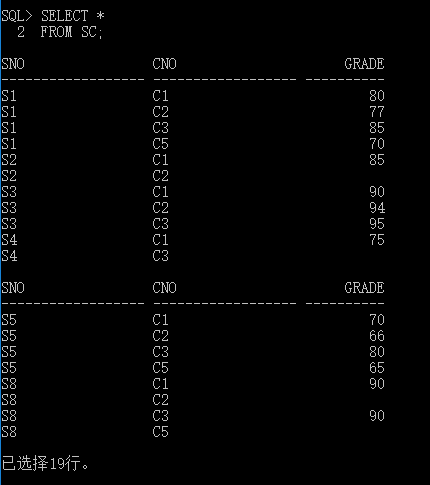 SQL> SELECT *
  2  FROM SC;
SNO                CNO                     GRADE
------------------ ------------------ ----------
S1                 C1                         80
S1                 C2                         77
S1                 C3                         85
S1                 C5                         70
S2                 C1                         85
S2                 C2
S3                 C1                         90
S3                 C2                         94
S3                 C3                         95
S4                 C1                         75
S4                 C3
SNO                CNO                     GRADE
------------------ ------------------ ----------
S5                 C1                         70
S5                 C2                         66
S5                 C3                         80
S5                 C5                         65
S8                 C1                         90
S8                 C2
S8                 C3                         90
S8                 C5
已选择19行。